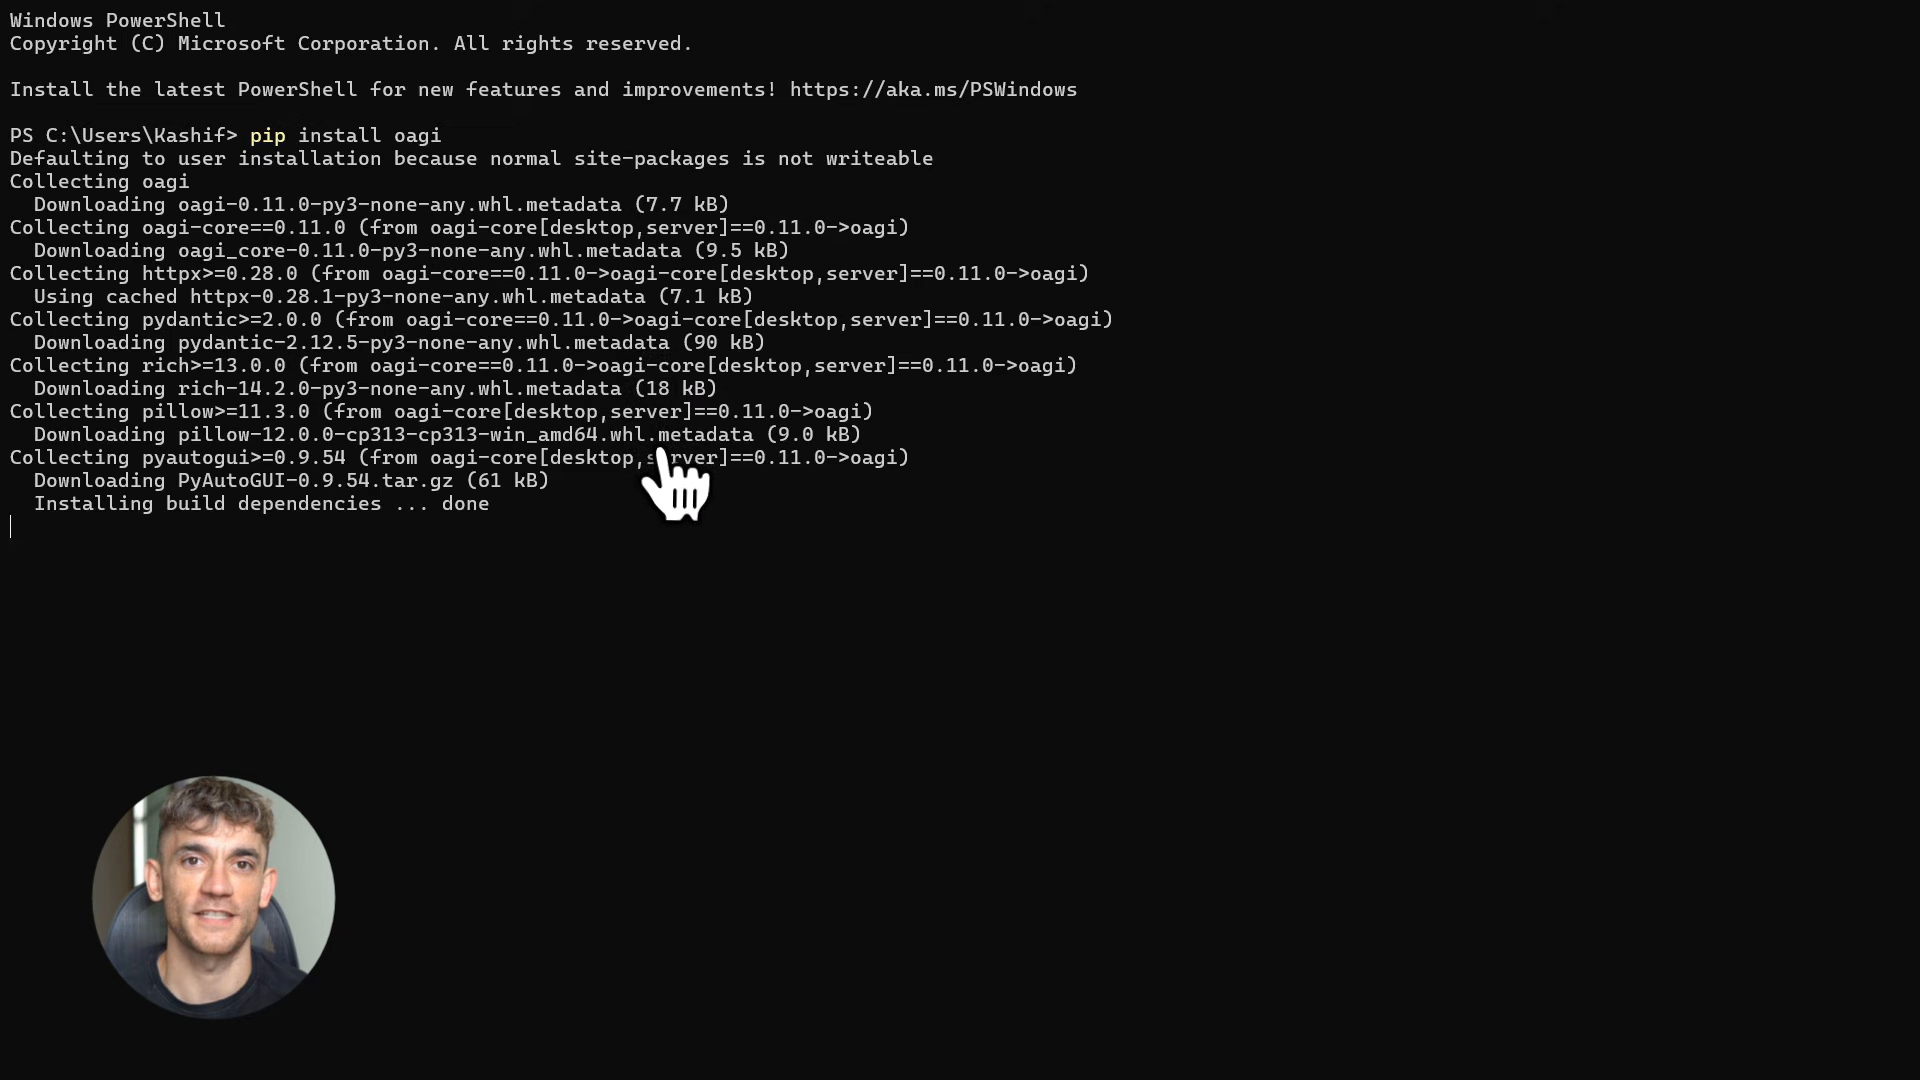 Windows PowerShell
Copyright (C) Microsoft Corporation. All rights reserved.
Install the latest PowerShell for new features and improvements! https://aka.ms/PSWindows
PS C:\Users\Kashif> pip install oagi
Defaulting to user installation because normal site-packages is not writeable
Collecting oagi
  Downloading oagi-0.11.0-py3-none-any.whl.metadata (7.7 kB)
Collecting oagi-core==0.11.0 (from oagi-core[desktop,server]==0.11.0->oagi)
  Downloading oagi_core-0.11.0-py3-none-any.whl.metadata (9.5 kB)
Collecting httpx>=0.28.0 (from oagi-core==0.11.0->oagi-core[desktop,server]==0.11.0->oagi)
  Using cached httpx-0.28.1-py3-none-any.whl.metadata (7.1 kB)
Collecting pydantic>=2.0.0 (from oagi-core==0.11.0->oagi-core[desktop,server]==0.11.0->oagi)
  Downloading pydantic-2.12.5-py3-none-any.whl.metadata (90 kB)
Collecting rich>=13.0.0 (from oagi-core==0.11.0->oagi-core[desktop,server]==0.11.0->oagi)
  Downloading rich-14.2.0-py3-none-any.whl.metadata (18 kB)
Collecting pillow>=11.3.0 (from oagi-core[desktop,server]==0.11.0->oagi)
  Downloading pillow-12.0.0-cp313-cp313-win_amd64.whl.metadata (9.0 kB)
Collecting pyautogui>=0.9.54 (from oagi-core[desktop,server]==0.11.0->oagi)
  Downloading PyAutoGUI-0.9.54.tar.gz (61 kB)
  Installing build dependencies ... done